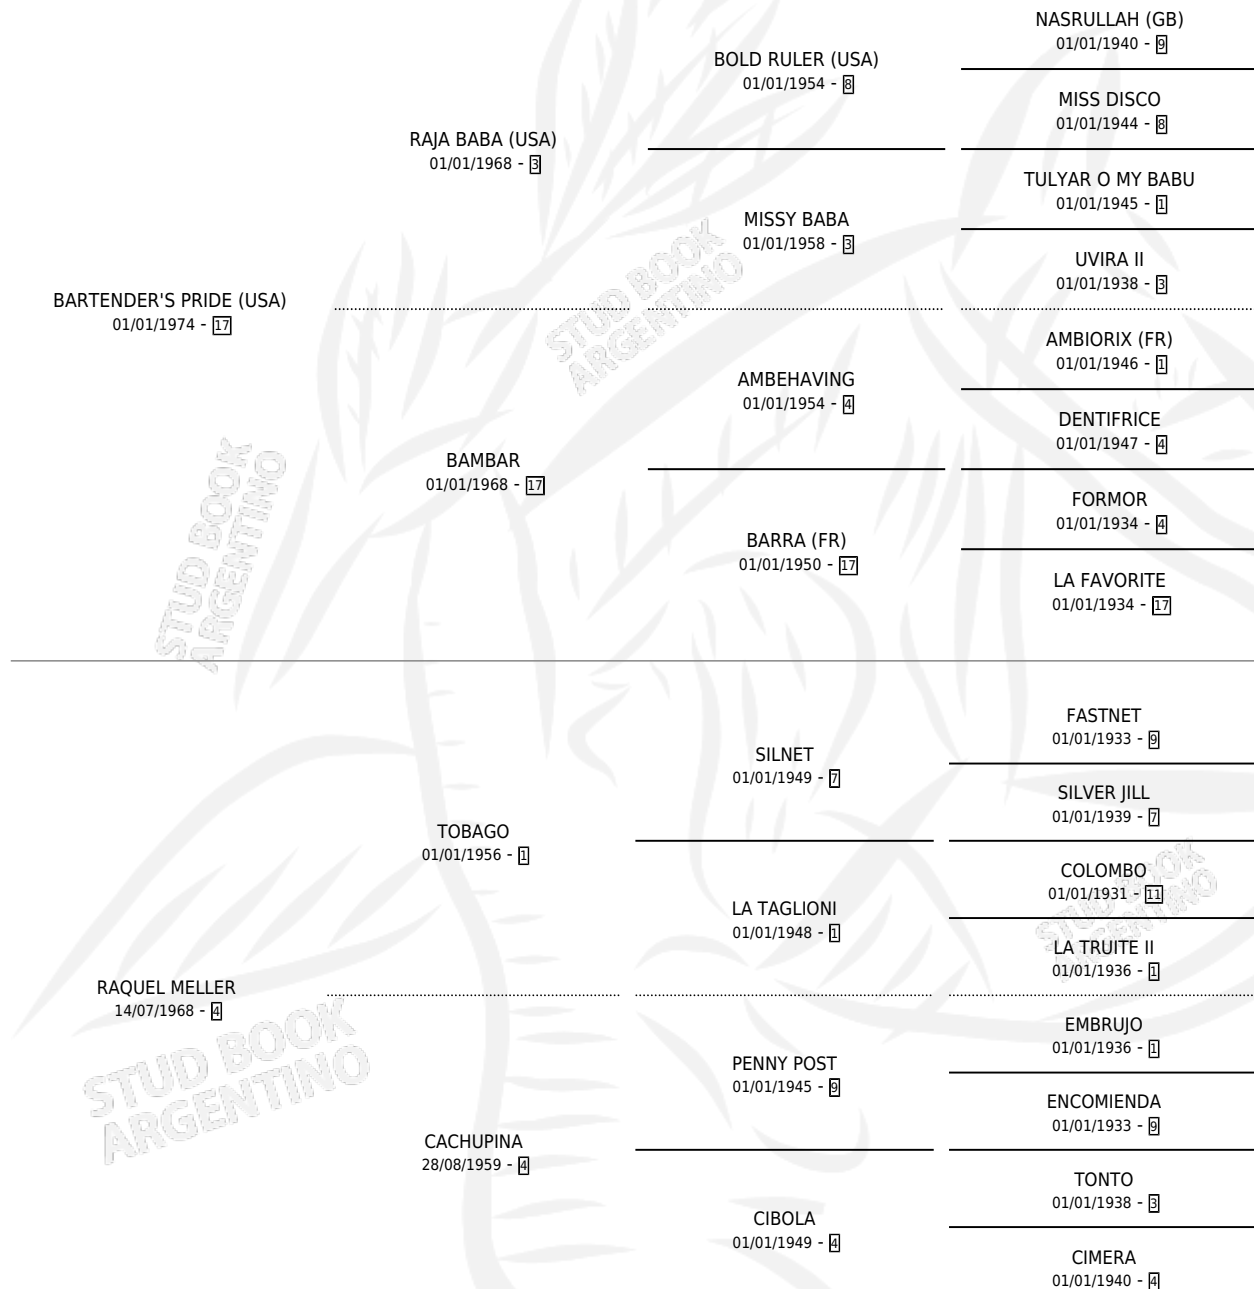 NASRULLAH (GB)
01/01/1940 - 9
BOLD RULER (USA)
01/01/1954 - 8
MISS DISCO
01/01/1944 - 8
RAJA BABA (USA)
01/01/1968 - 3
TULYAR O MY BABU
01/01/1945 - 1
MISSY BABA
01/01/1958 - 3
UVIRA II
01/01/1938 - 3
BARTENDER'S PRIDE (USA)
01/01/1974 - 17
AMBIORIX (FR)
01/01/1946 - 1
AMBEHAVING
01/01/1954 - 4
DENTIFRICE
01/01/1947 - 4
BAMBAR
01/01/1968 - 17
FORMOR
01/01/1934 - 4
BARRA (FR)
01/01/1950 - 17
LA FAVORITE
01/01/1934 - 17
FASTNET
01/01/1933 - 9
SILNET
01/01/1949 - 7
SILVER JILL
01/01/1939 - 7
TOBAGO
01/01/1956 - 1
COLOMBO
01/01/1931 - 11
LA TAGLIONI
01/01/1948 - 1
LA TRUITE II
01/01/1936 - 1
RAQUEL MELLER
14/07/1968 - 4
EMBRUJO
01/01/1936 - 1
PENNY POST
01/01/1945 - 9
ENCOMIENDA
01/01/1933 - 9
CACHUPINA
28/08/1959 - 4
TONTO
01/01/1938 - 3
CIBOLA
01/01/1949 - 4
CIMERA
01/01/1940 - 4
STUD BOOK
ARGENTINO
STUD BOOK
ARGENTINO
STUD BOOK
ARGENTINO
STUD BOOK
ARGENTINO